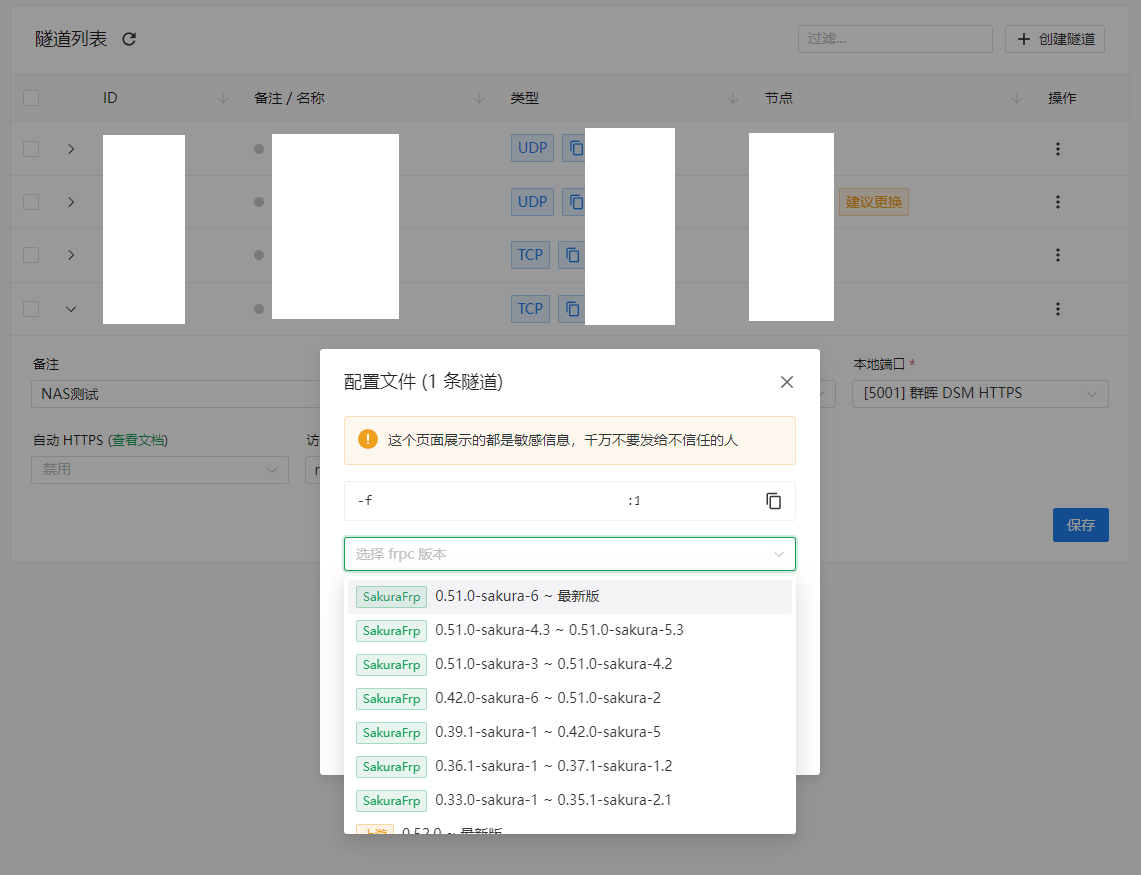 隧道列表
过滤...
创建隧道
ID
备注 / 名称
类型
节点
操作
UDP
UDP
建议更换
TCP
TCP
备注
本地端口 *
NAS测试
[5001] 群晖 DSM HTTPS
自动 HTTPS (查看文档)
访
禁用
保存
配置文件 (1 条隧道)
这个页面展示的都是敏感信息，千万不要发给不信任的人
-f :1
选择 frpc 版本
SakuraFrp 0.51.0-sakura-6 ~ 最新版
SakuraFrp 0.51.0-sakura-4.3 ~ 0.51.0-sakura-5.3
SakuraFrp 0.51.0-sakura-3 ~ 0.51.0-sakura-4.2
SakuraFrp 0.42.0-sakura-6 ~ 0.51.0-sakura-2
SakuraFrp 0.39.1-sakura-1 ~ 0.42.0-sakura-5
SakuraFrp 0.36.1-sakura-1 ~ 0.37.1-sakura-1.2
SakuraFrp 0.33.0-sakura-1 ~ 0.35.1-sakura-2.1
上游 0.52.0 ~ 最新版